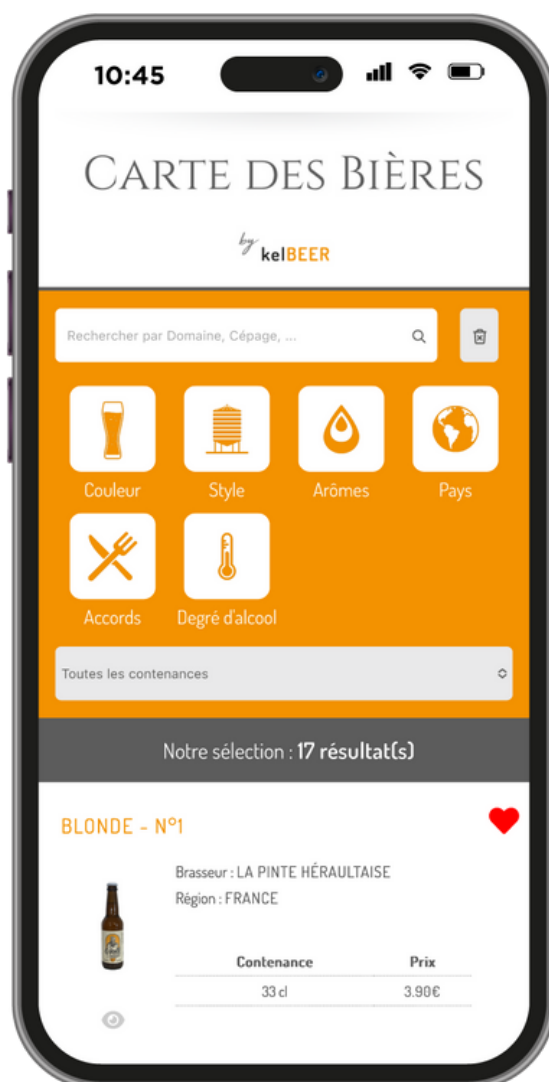 10:45
CARTE DES BIÈRES
by kelBEER
Rechercher par Domaine, Cépage, ...
Couleur Style Arômes Pays
Accords Degré d'alcool
Toutes les contenances
Notre sélection : 17 résultat(s)
BLONDE - N°1
Brasseur : LA PINTE HÉRAULTAISE
Région : FRANCE
Contenance Prix
33 cl 3.90€